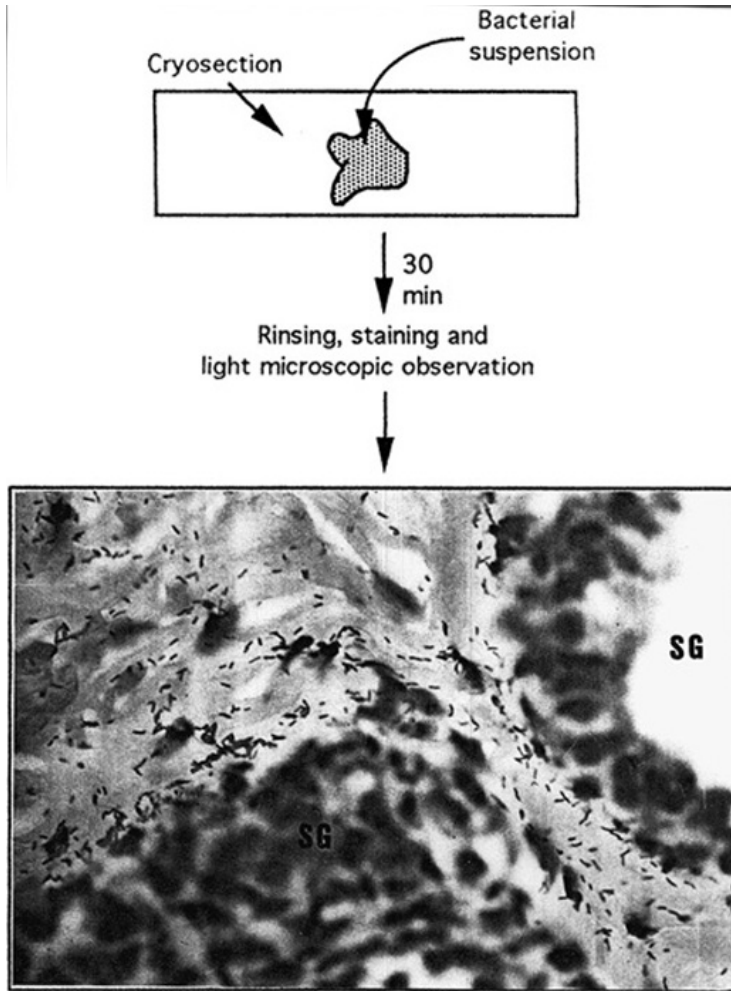 Bacterial
suspension
Cryosection
30
min
Rinsing, staining and
light microscopic observation
SG
SG